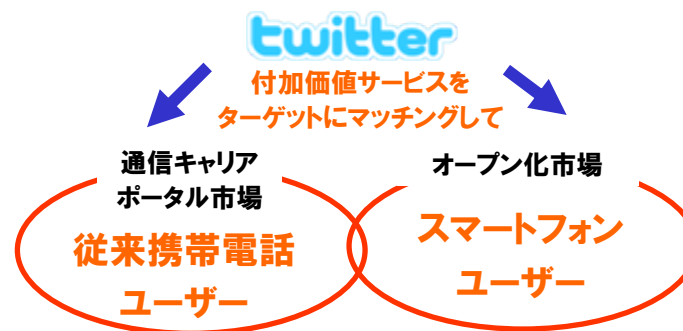 twitter
付加価値サービスを
ターゲットにマッチングして
通信キャリア
ポータル市場
オープン化市場
従来携帯電話
ユーザー
スマートフォン
ユーザー